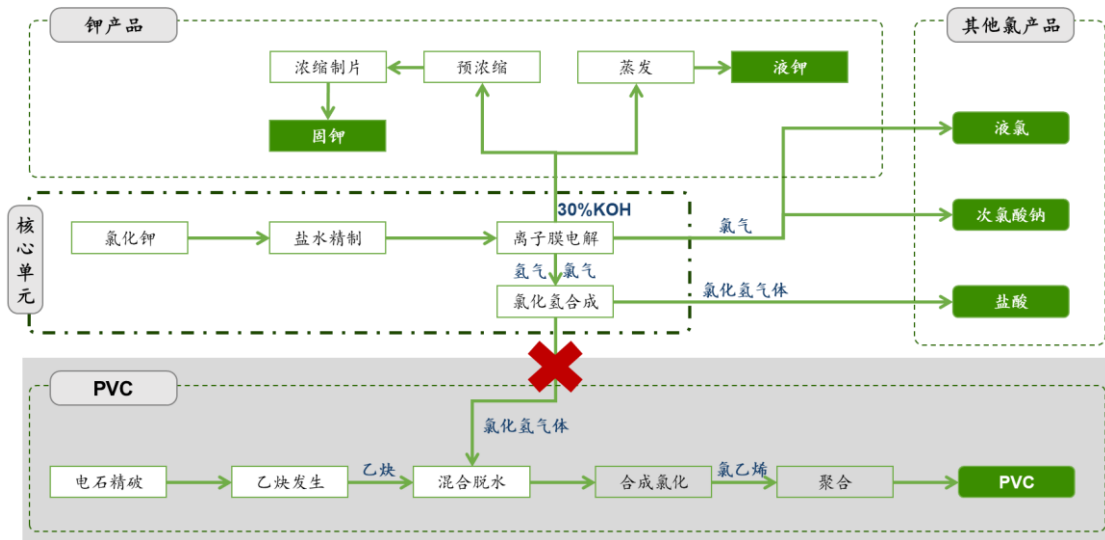 钾产品
其他氯产品
浓缩制片
预浓缩
蒸发
液钾
固钾
液氯
核心单元
30%KOH
氯化钾
盐水精制
离子膜电解
氯气
次氯酸钠
氢气
氯气
氯化氢合成
氯化氢气体
盐酸
PVC
氯化氢气体
电石精破
乙炔发生
乙炔
混合脱水
合成氯化
氯乙烯
聚合
PVC